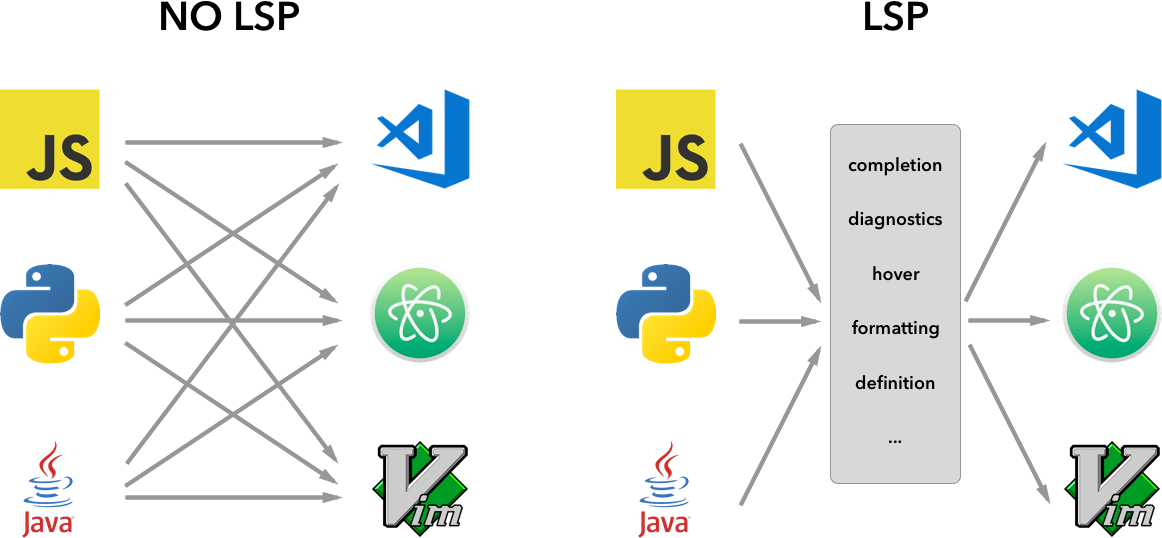 NO LSP
LSP
JS
JS
completion
diagnostics
hover
formatting
definition
...
Java
Vim
Java
Vim